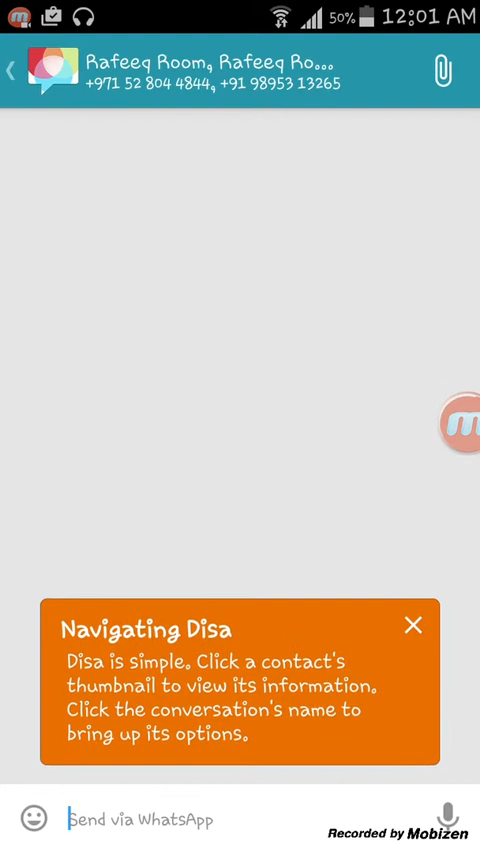 50% 12:01 AM
Rafeeq Room, Rafeeq Ro...
+971 52 804 4844, +91 98953 13265
Navigating Disa
Disa is simple. Click a contact's
thumbnail to view its information.
Click the conversation's name to
bring up its options.
Send via WhatsApp
Recorded by Mobizen